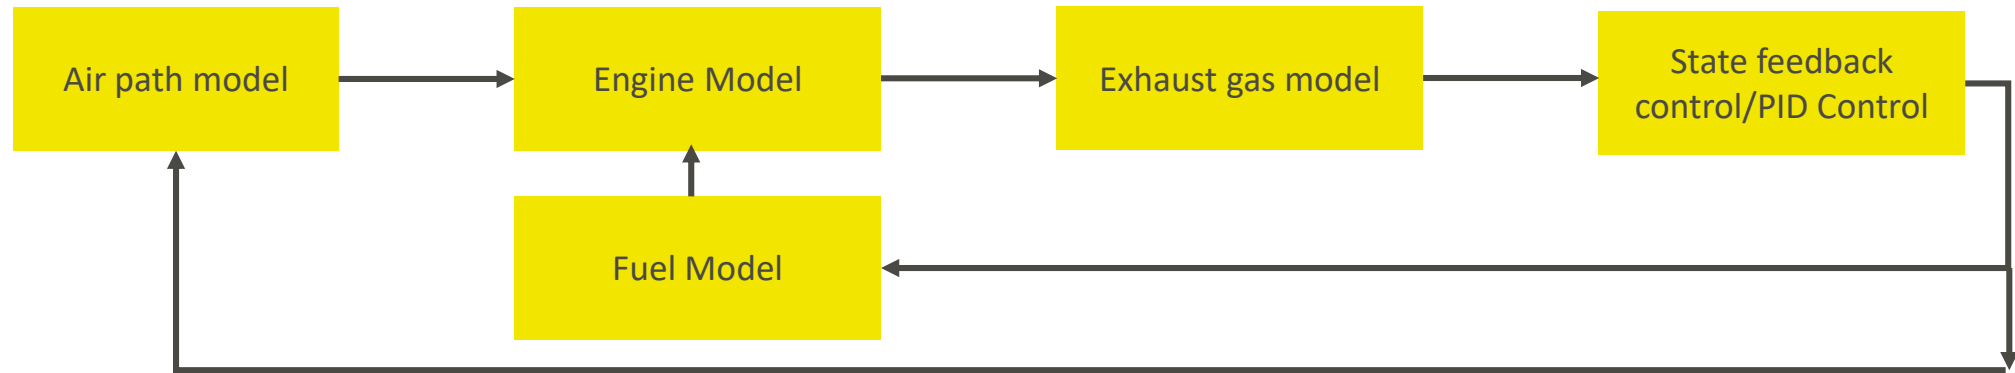 Air path model
Engine Model
Exhaust gas model
State feedback
control/PID Control
Fuel Model